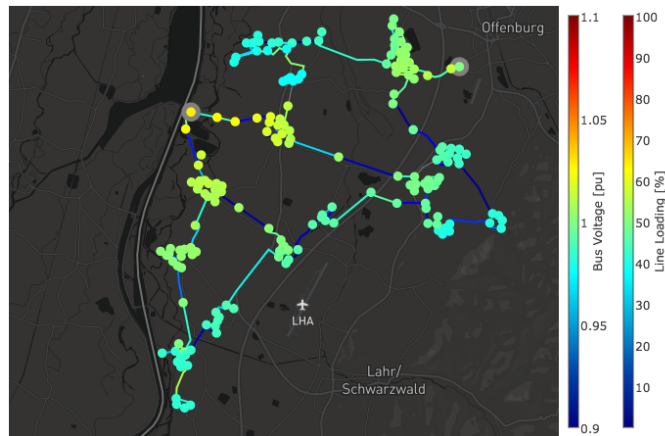 Offenburg
LHA
Lahr/
Schwarzwald
1.1
1.05
1
0.95
0.9
Bus Voltage [pu]
100
90
80
70
60
50
40
30
20
10
Line Loading [%]